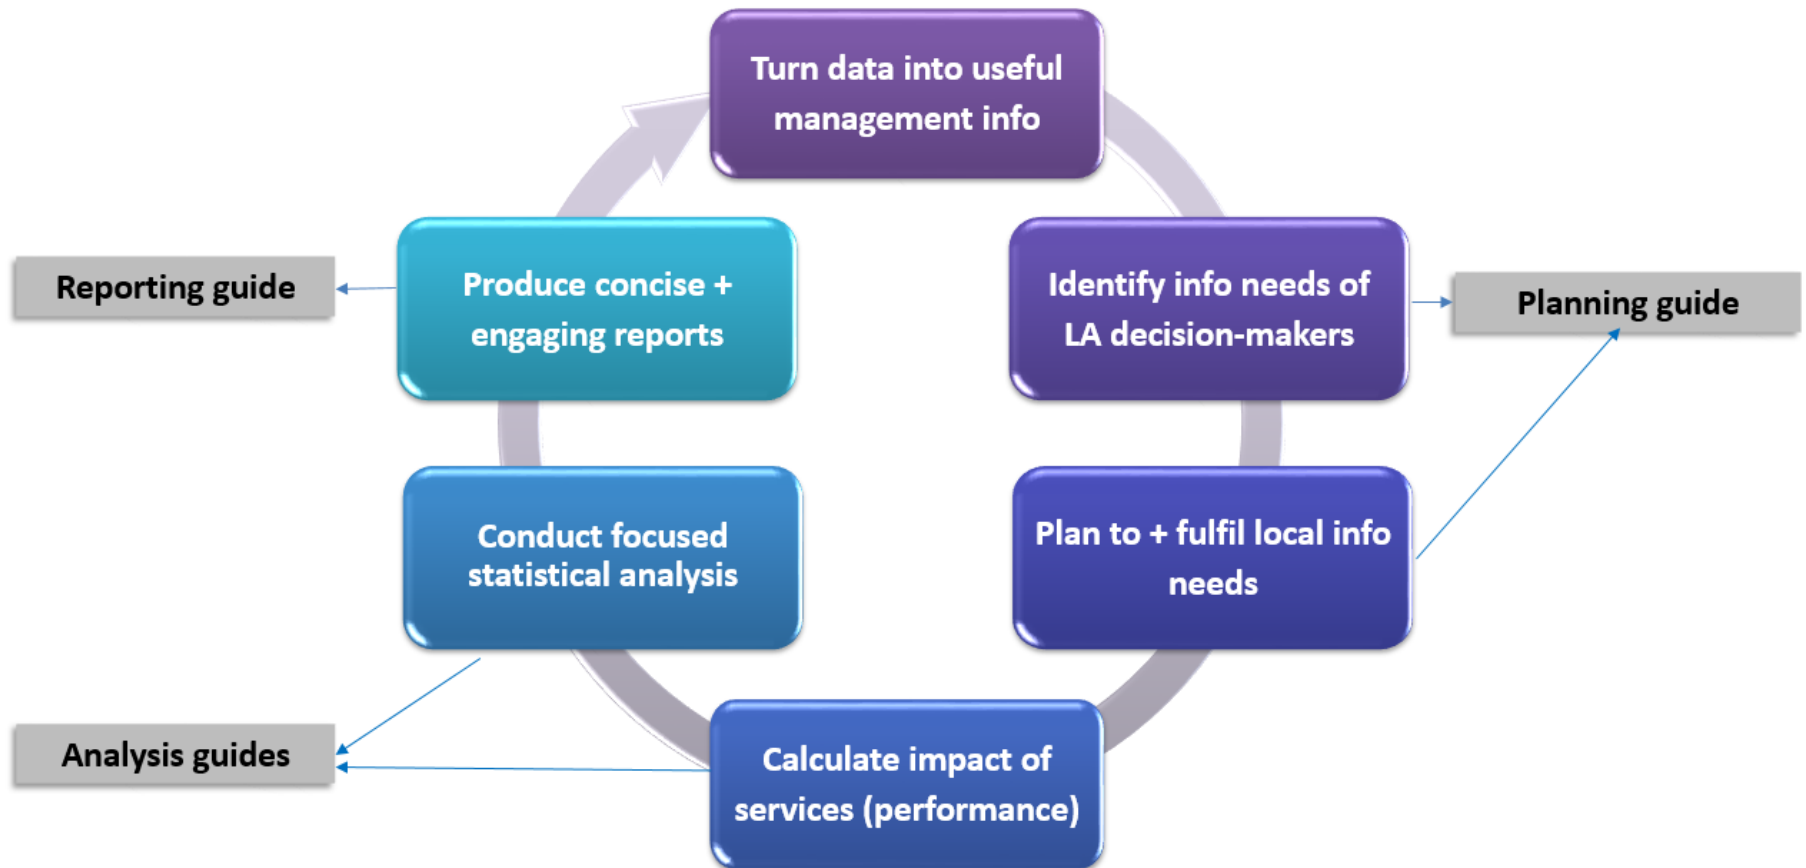 Turn data into useful
management info
Identify info needs of
LA decision-makers
Planning guide
Plan to + fulfil local info
needs
Calculate impact of
services (performance)
Analysis guides
Conduct focused
statistical analysis
Produce concise +
engaging reports
Reporting guide